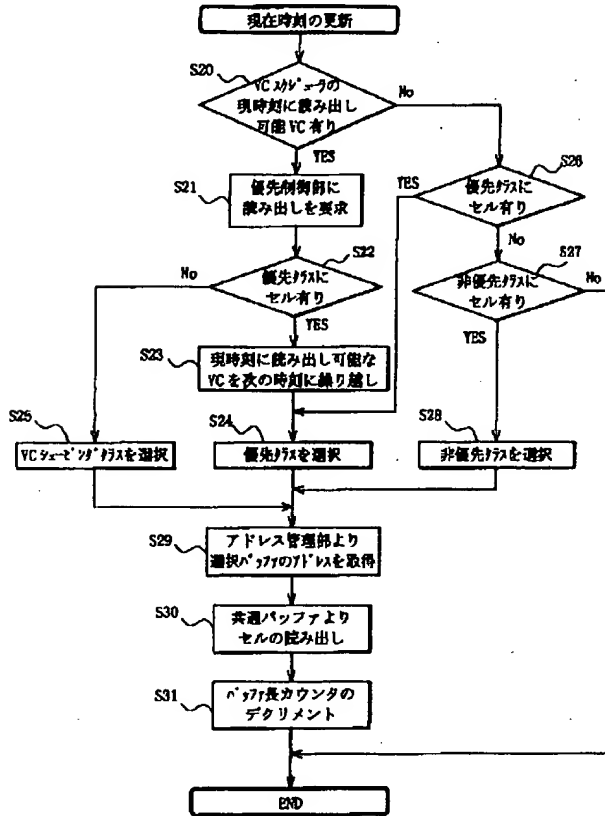 現在時刻の更新
S20
VCスケジューラの
現時刻に読み出し
可能VC有り
No
YES
S21
優先制御部に
読み出しを要求
S26
優先クラスに
セル有り
YES
No
S22
優先クラスに
セル有り
No
YES
S27
非優先クラスに
セル有り
No
YES
S23
現時刻に読み出し可能な
VCを次の時刻に繰り越し
S25
VCシェーピングクラスを選択
S24
優先クラスを選択
S28
非優先クラスを選択
S29
アドレス管理部より
選択バッファのアドレスを取得
S30
共通バッファより
セルの読み出し
S31
バッファ長カウンタの
デクリメント
END